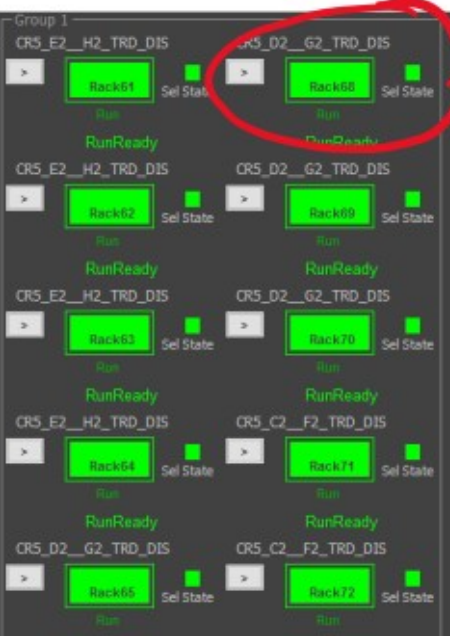 Group 1
CR5_E2__H2_TRD_DIS
>
Rack61
Sel State
Run
RunReady
CR5_D2__G2_TRD_DIS
>
Rack68
Sel State
Run
RunReady
CR5_E2__H2_TRD_DIS
>
Rack62
Sel State
Run
RunReady
CR5_D2__G2_TRD_DIS
>
Rack69
Sel State
Run
RunReady
CR5_E2__H2_TRD_DIS
>
Rack63
Sel State
Run
RunReady
CR5_D2__G2_TRD_DIS
>
Rack70
Sel State
Run
RunReady
CR5_E2__H2_TRD_DIS
>
Rack64
Sel State
Run
RunReady
CR5_C2__F2_TRD_DIS
>
Rack71
Sel State
Run
RunReady
CR5_D2__G2_TRD_DIS
>
Rack65
Sel State
Run
CR5_C2__F2_TRD_DIS
>
Rack72
Sel State
Run